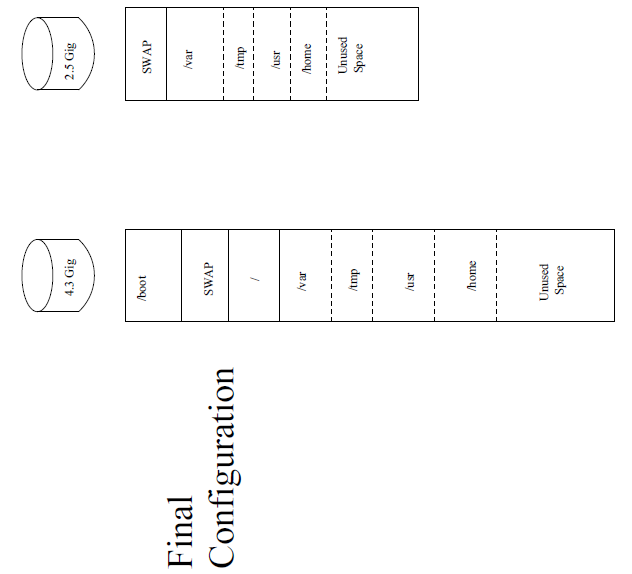 Final
Configuration
4.3 Gig
/boot
SWAP
/
/var
/tmp
/usr
/home
Unused
Space
2.5 Gig
SWAP
/var
/tmp
/usr
/home
Unused
Space